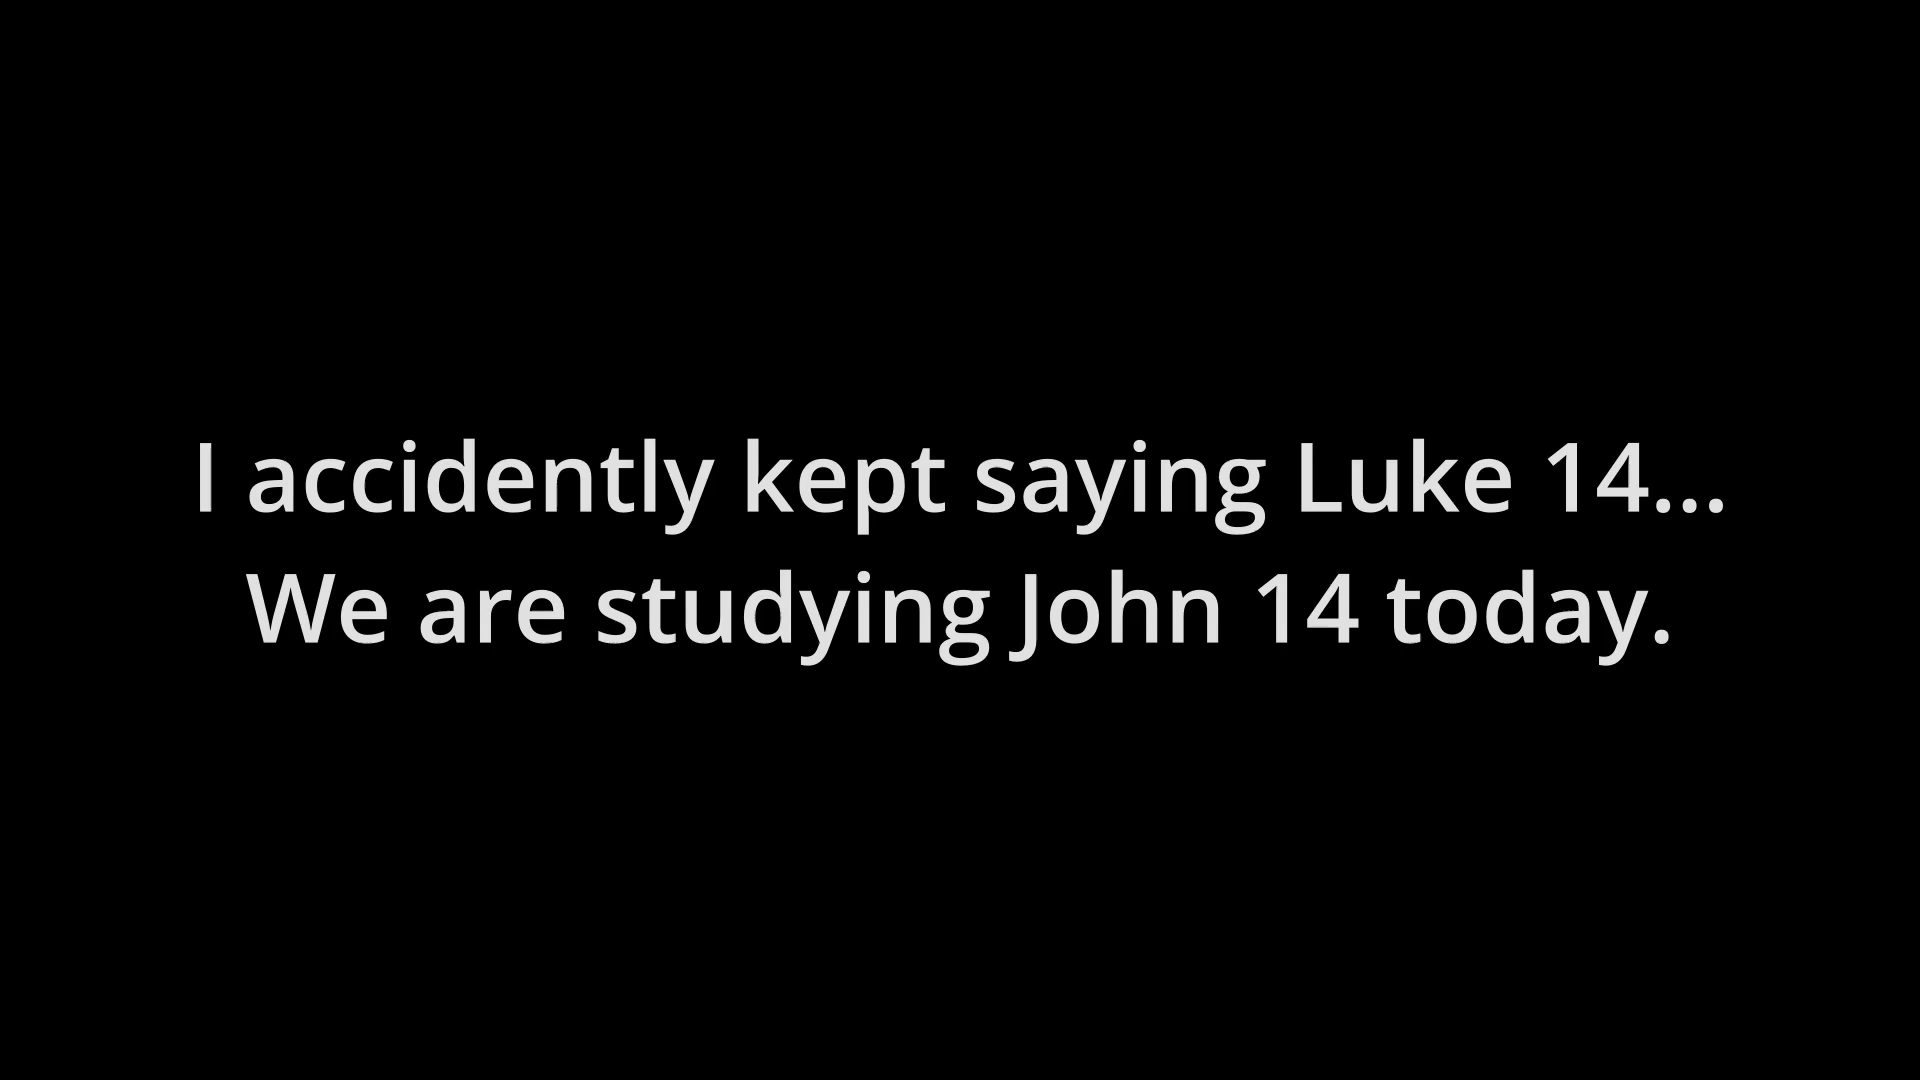 I accidently kept saying Luke 14...
We are studying John 14 today.